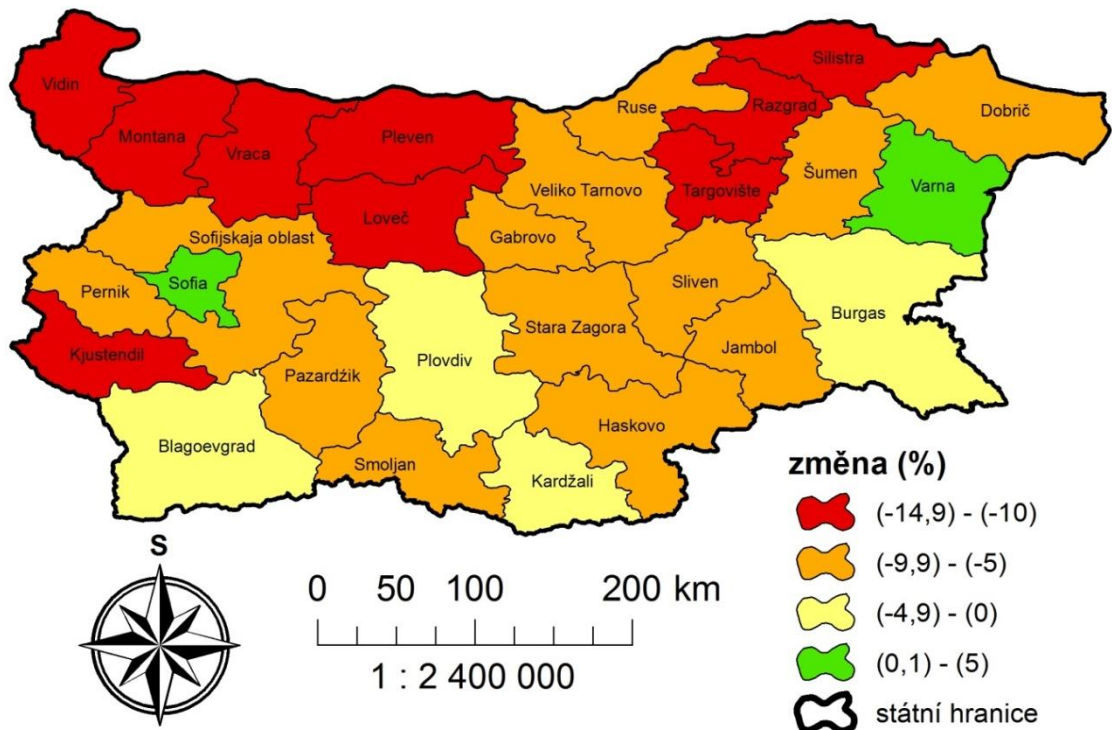 Silistra
Vidin
Ruse
Razgrad
Dobrič
Montana
Vraca
Pleven
Šumen
Varna
Targovište
Veliko Tarnovo
Loveč
Gabrovo
Sofijskaja oblast
Sofia
Pernik
Sliven
Burgas
Stara Zagora
Jambol
Kjustendil
Plovdiv
Pazardžik
Haskovo
Blagoevgrad
Smoljan
Kardžali
změna (%)
(-14,9) - (-10)
(-9,9) - (-5)
(-4,9) - (0)
(0,1) - (5)
státní hranice
S
0 50 100 200 km
1 : 2 400 000